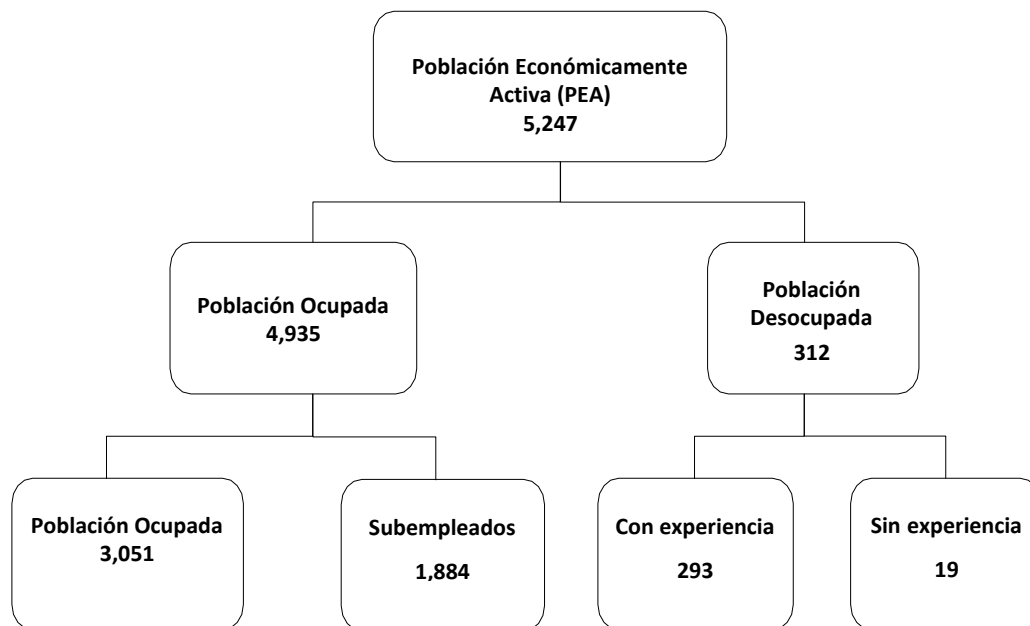 Población Económicamente
Activa (PEA)
5,247
Población Ocupada
4,935
Población
Desocupada
312
Población Ocupada
3,051
Subempleados
1,884
Con experiencia
293
Sin experiencia
19